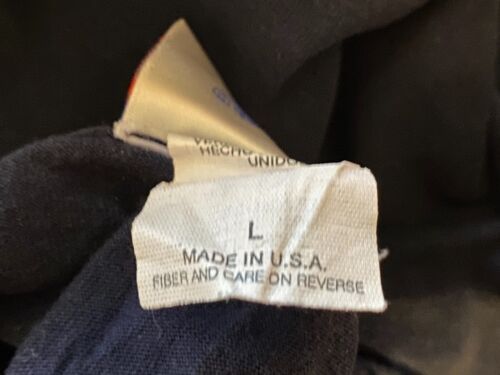 HECHO
UNIDO
L
MADE IN U.S.A.
FIBER AND CARE ON REVERSE